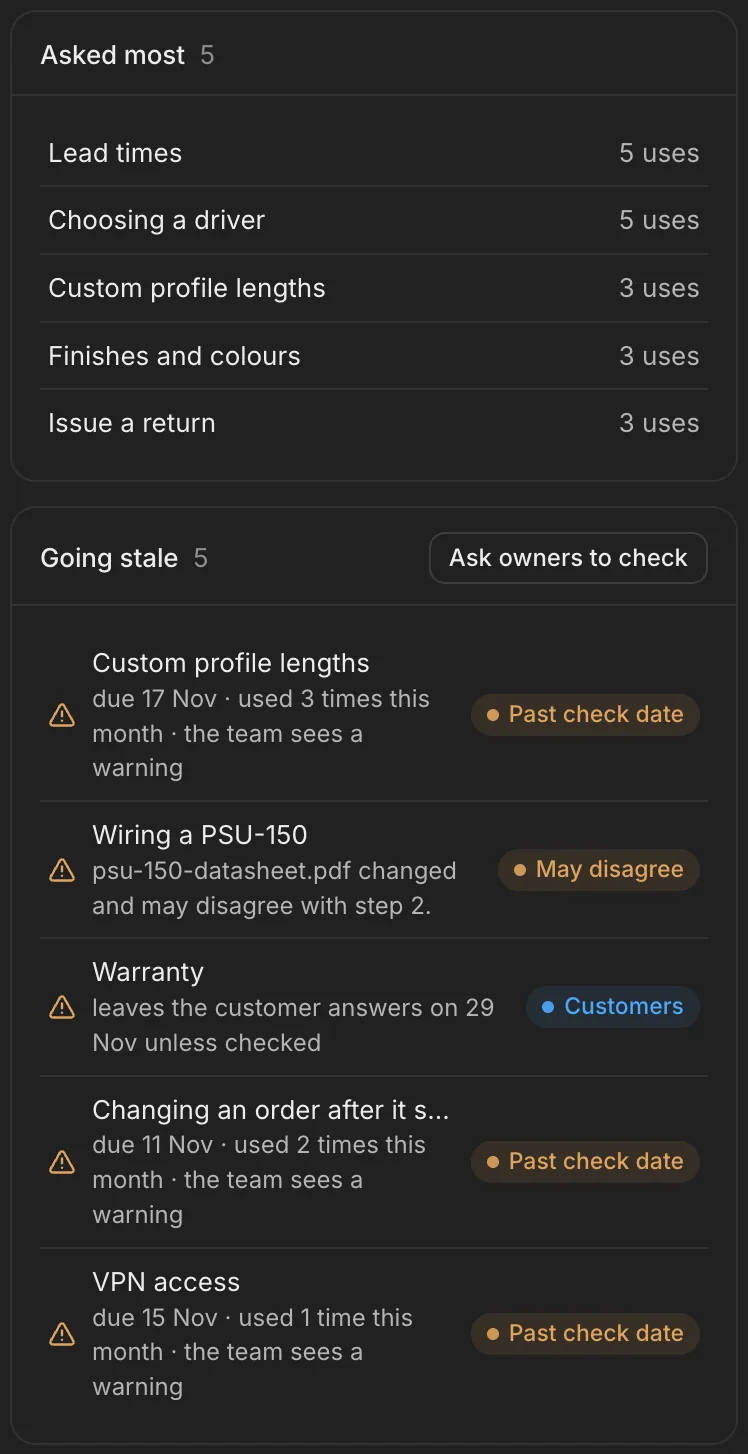 Asked most 5
Lead times 5 uses
Choosing a driver 5 uses
Custom profile lengths 3 uses
Finishes and colours 3 uses
Issue a return 3 uses
Going stale 5 Ask owners to check
Custom profile lengths
due 17 Nov · used 3 times this
month · the team sees a
warning
Past check date
Wiring a PSU-150
psu-150-datasheet.pdf changed
and may disagree with step 2.
May disagree
Warranty
leaves the customer answers on 29
Nov unless checked
Customers
Changing an order after it s...
due 11 Nov · used 2 times this
month · the team sees a
warning
Past check date
VPN access
due 15 Nov · used 1 time this
month · the team sees a
warning
Past check date